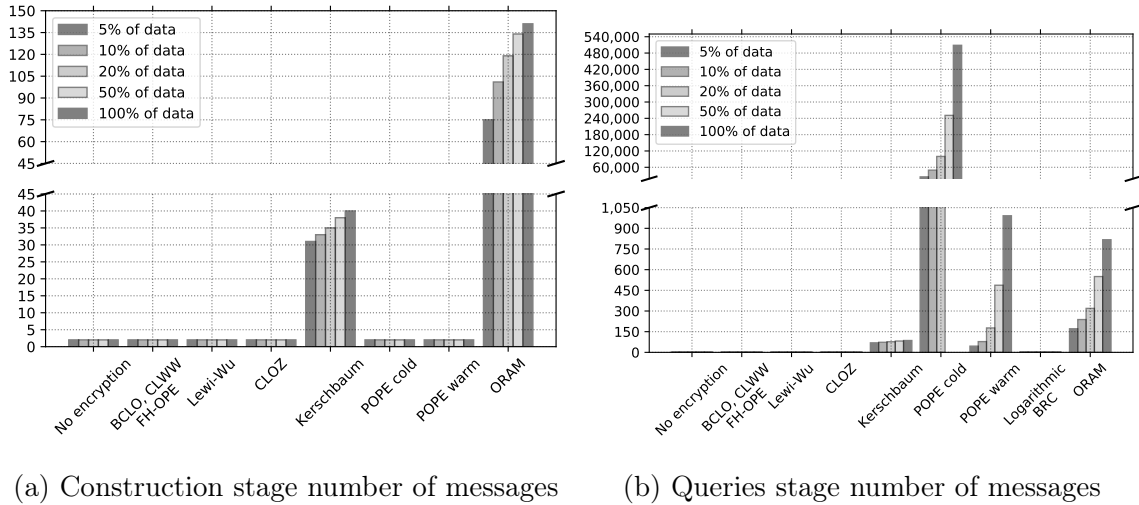 150
135
120
105
90
75
60
45
45
40
35
30
25
20
15
10
5
0
5% of data
10% of data
20% of data
50% of data
100% of data
No encryption
BCLO, CLWW
FH-OPE
Lewi-Wu
CLOZ
Kerschbaum
POPE cold
POPE warm
ORAM
(a) Construction stage number of messages
540,000
480,000
420,000
360,000
300,000
240,000
180,000
120,000
60,000
1,050
900
750
600
450
300
150
0
5% of data
10% of data
20% of data
50% of data
100% of data
No encryption
BCLO, CLWW
FH-OPE
Lewi-Wu
CLOZ
Kerschbaum
POPE cold
POPE warm
Logarithmic
BRC
ORAM
(b) Queries stage number of messages